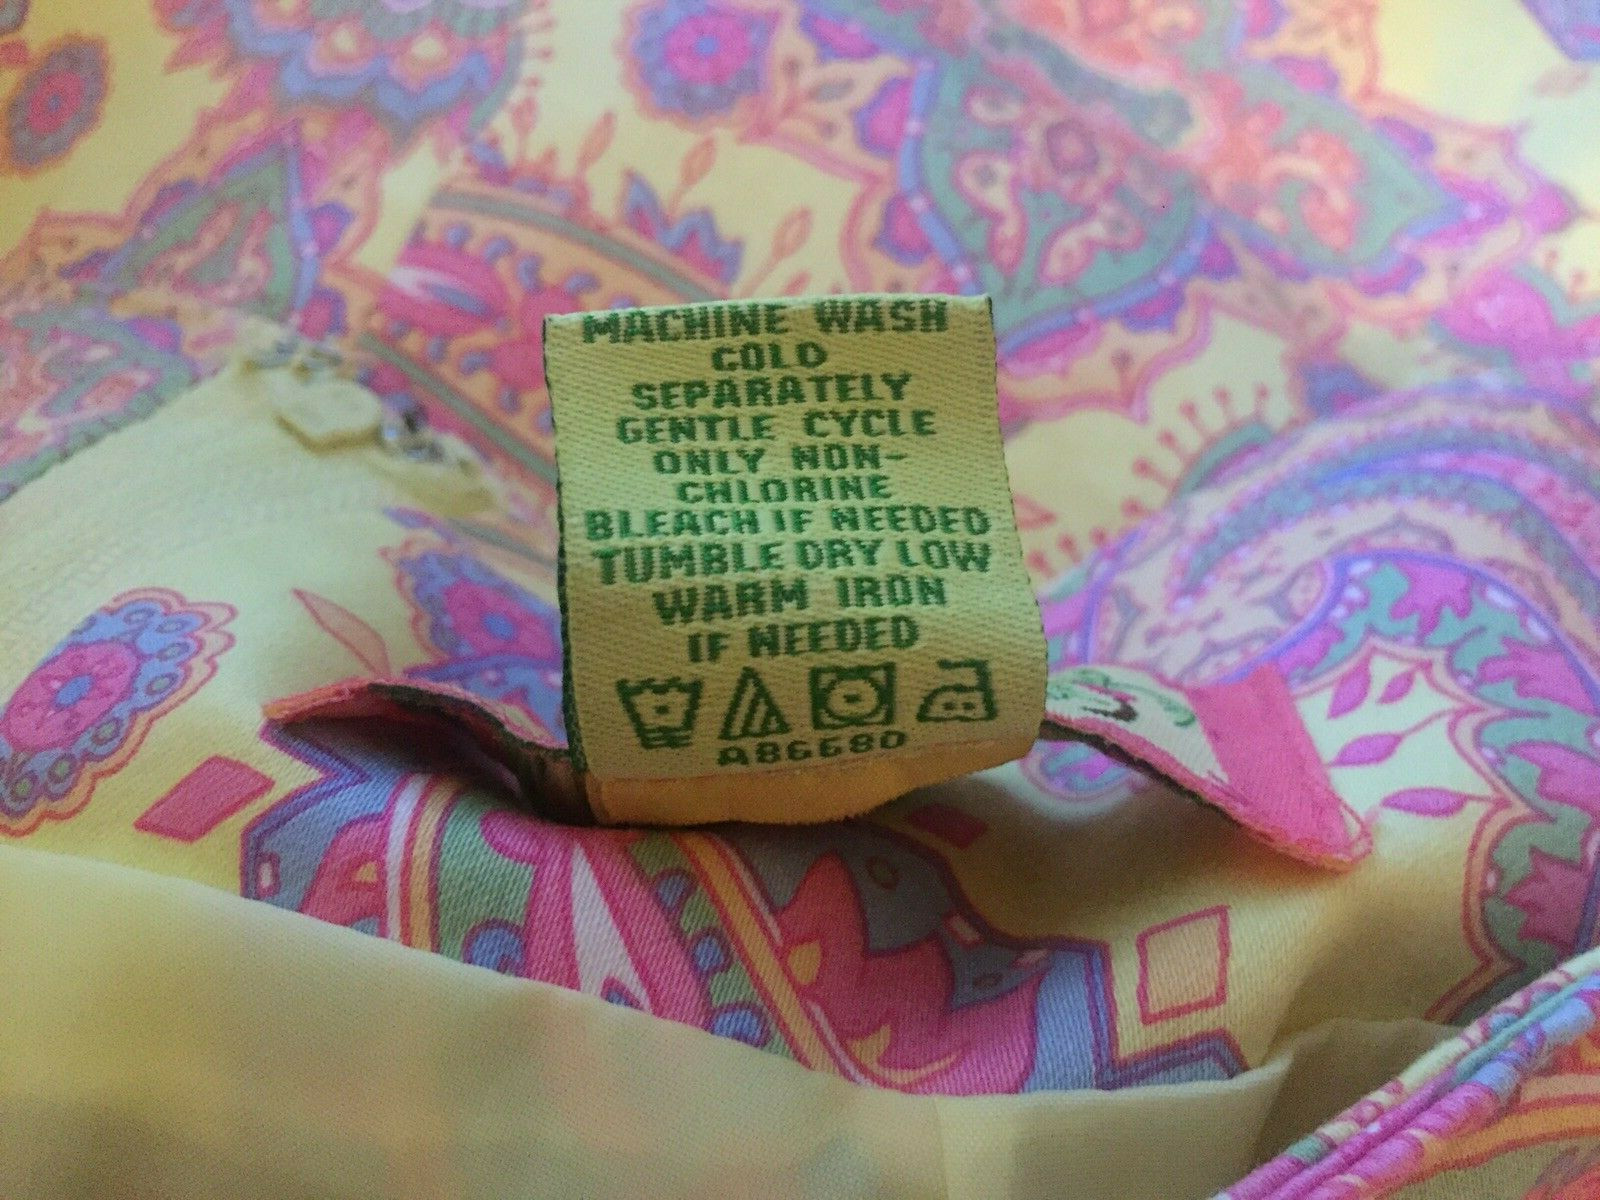 MACHINE WASH
COLD
SEPARATELY
GENTLE CYCLE
ONLY NON-
CHLORINE
BLEACH IF NEEDED
TUMBLE DRY LOW
WARM IRON
IF NEEDED
A86680